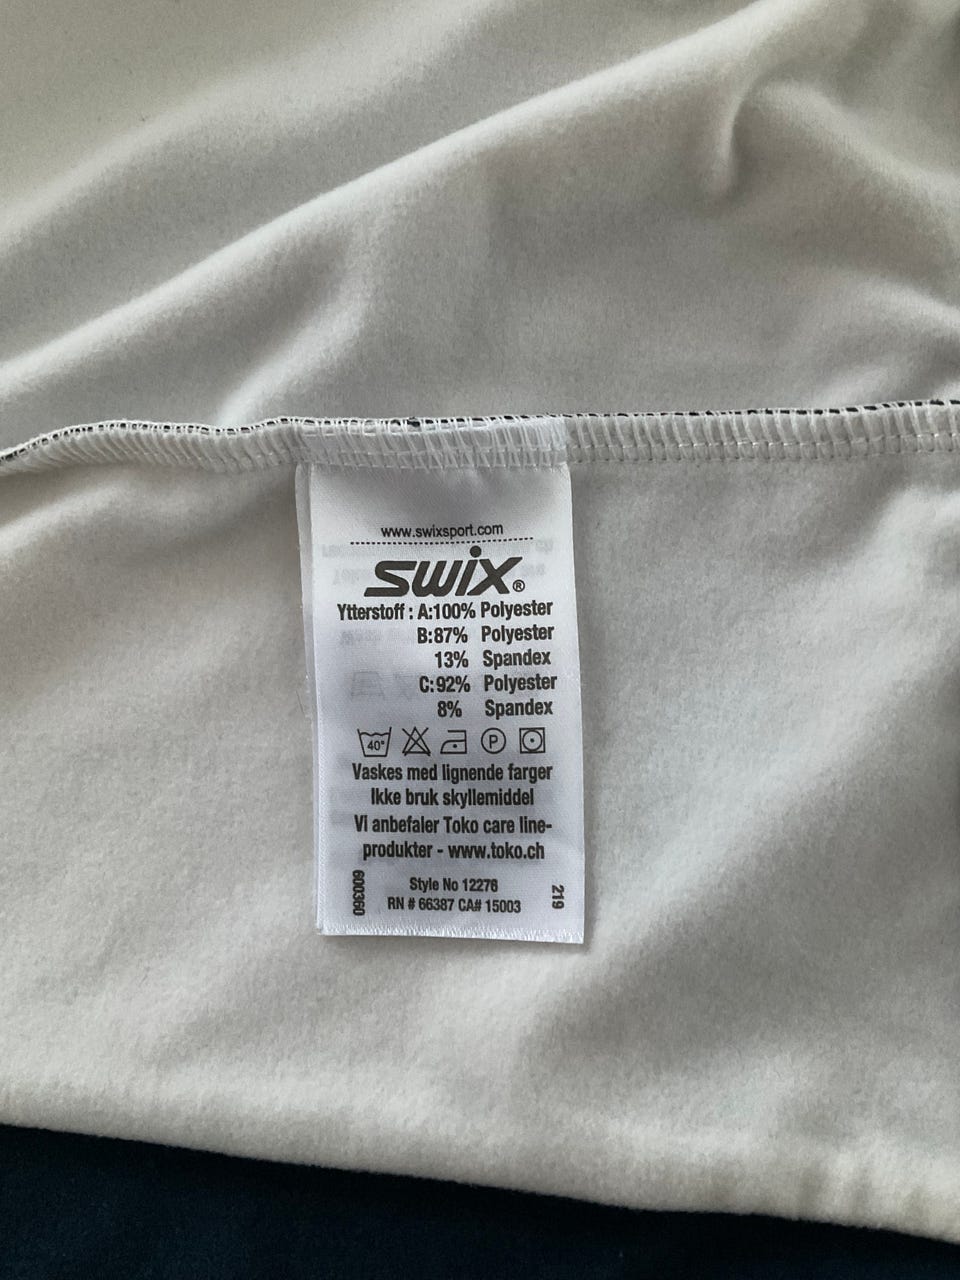 www.swixsport.com
SWIX®
Ytterstoff : A:100% Polyester
B:87% Polyester
13% Spandex
C:92% Polyester
8% Spandex
40° P
Vaskes med lignende farger
Ikke bruk skyllemiddel
Vi anbefaler Toko care line-
produkter - www.toko.ch
Style No 12276
RN # 66387 CA# 15003
600360
219